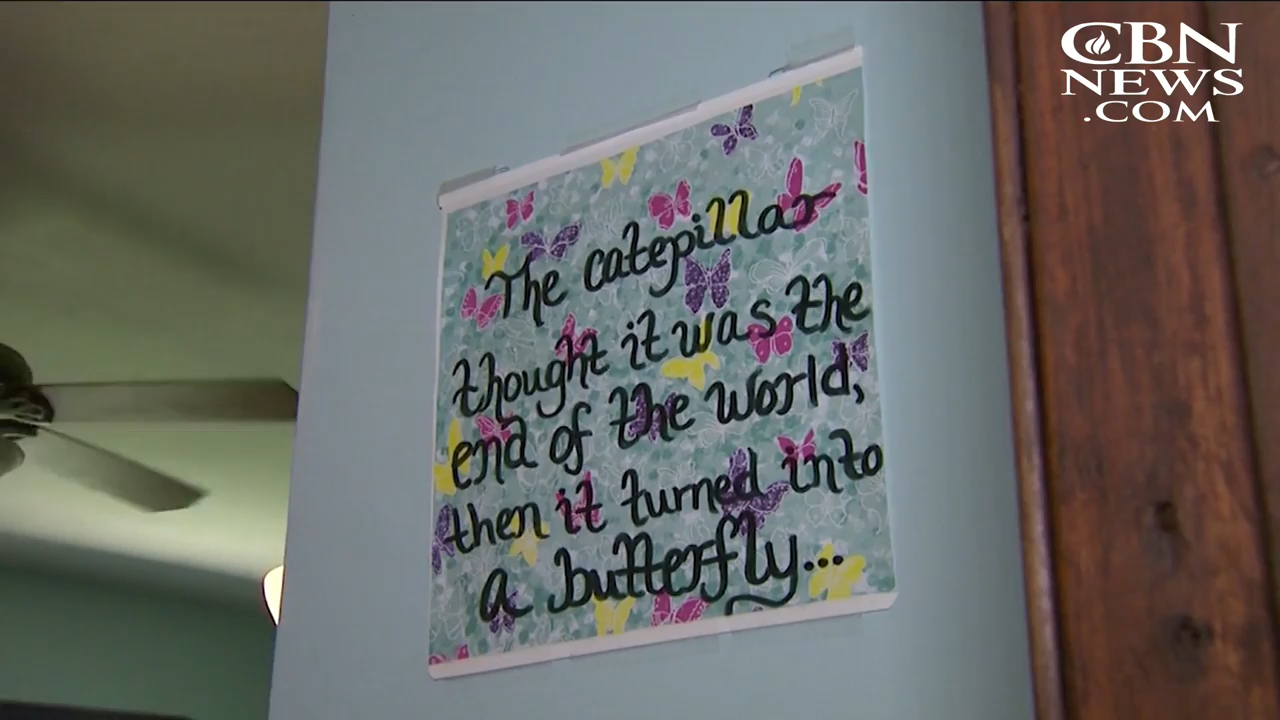 CBN
NEWS
.COM
The catepillar
thought it was the
end of the world,
then it turned into
a butterfly...